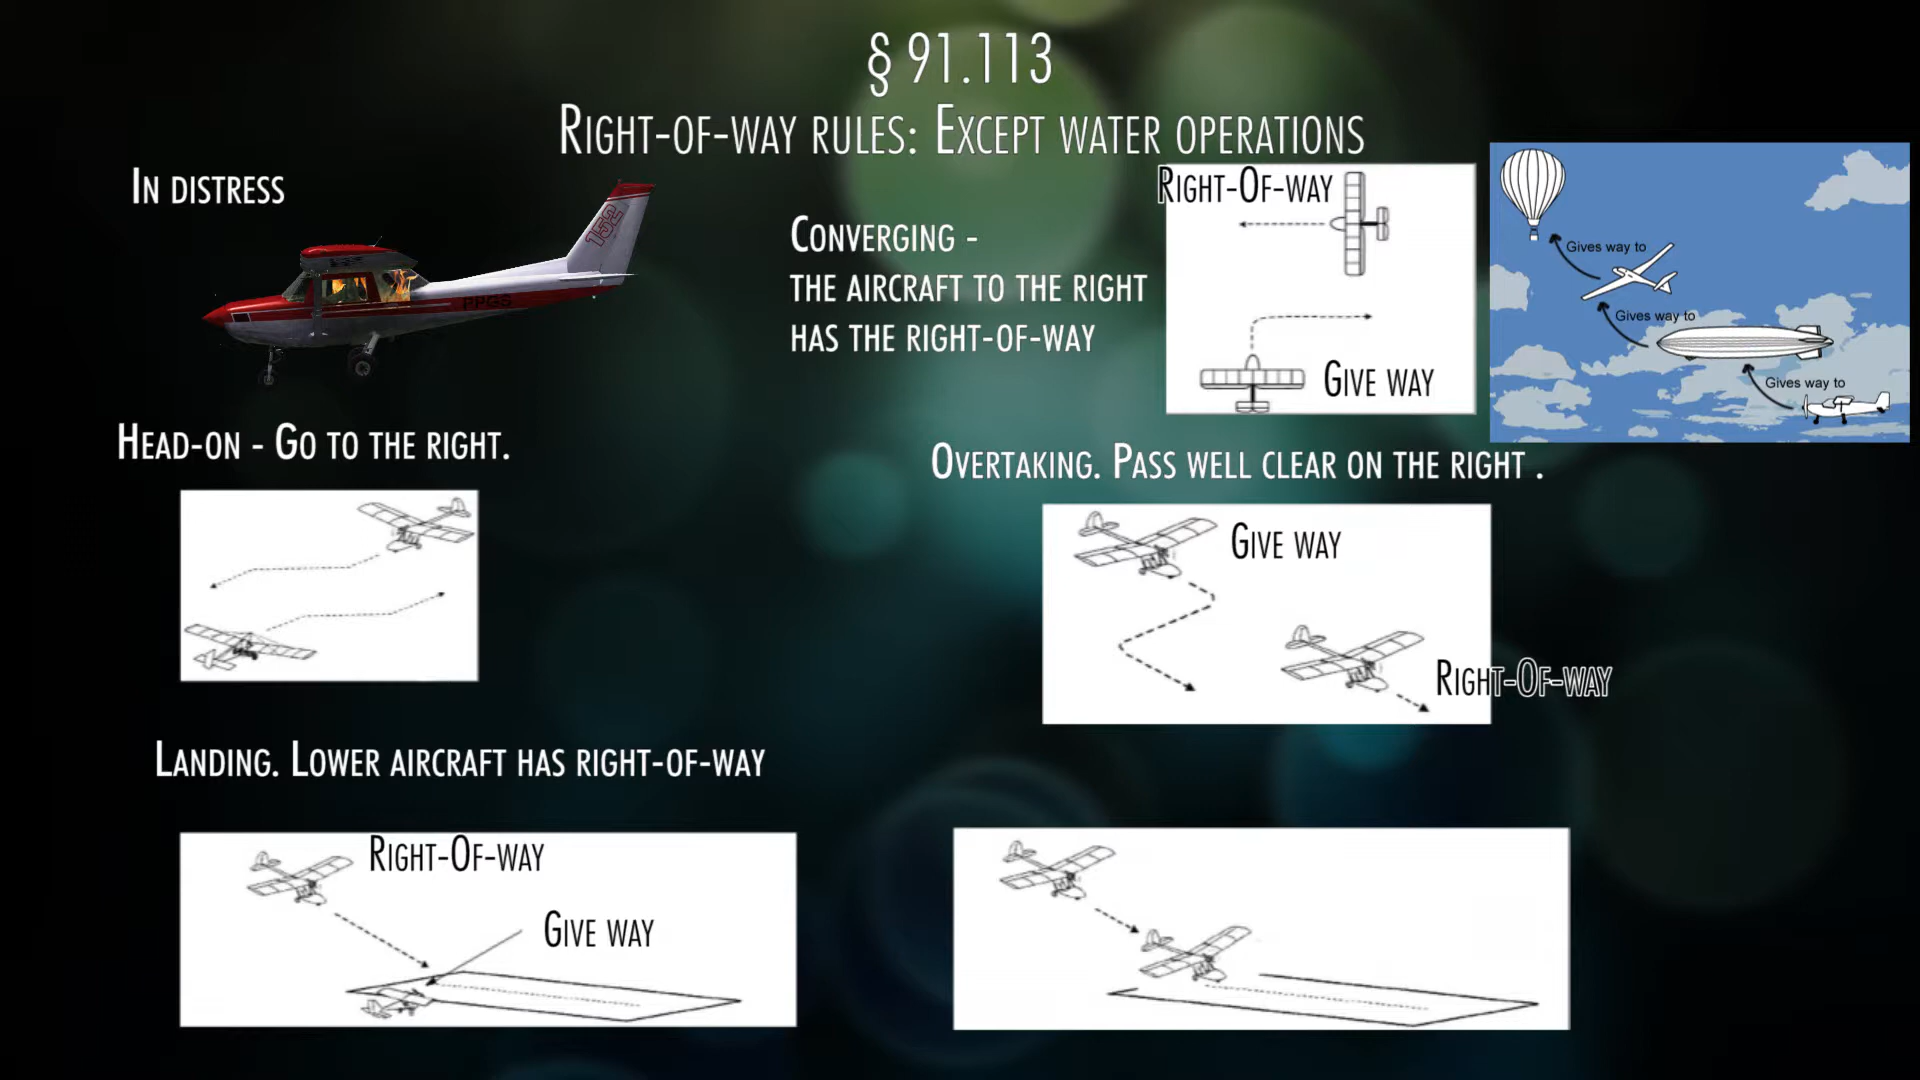 § 91.113
Right-of-way rules: Except water operations
In distress
152
PPGS
Converging -
the aircraft to the right
has the right-of-way
Right-Of-way
Give way
Gives way to
Gives way to
Gives way to
Head-on - Go to the right.
Overtaking. Pass well clear on the right .
Give way
Right-Of-way
Landing. Lower aircraft has right-of-way
Right-Of-way
Give way